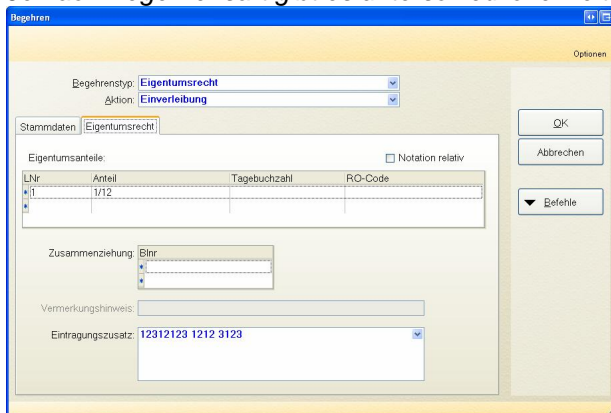 Begehren
Optionen
Begehrenstyp: Eigentumsrecht
Aktion: Einverleibung
Stammdaten Eigentumsrecht
OK
Abbrechen
Befehle
Eigentumsanteile: Notation relativ
LNr Anteil Tagebuchzahl RO-Code
1 1/12
Zusammenziehung: Blnr
Vermerkungshinweis:
Eintragungszusatz: 12312123 1212 3123